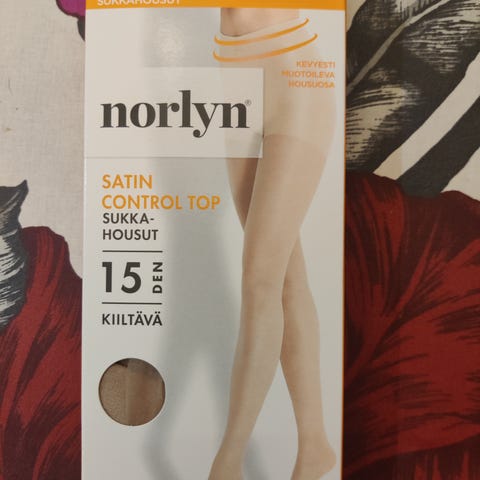 SUKKAHOUSUT
KEVYESTI
MUOTOILEVA
HOUSUOSA
norlyn®
SATIN
CONTROL TOP
SUKKA-
HOUSUT
15 DEN
KIILTÄVÄ